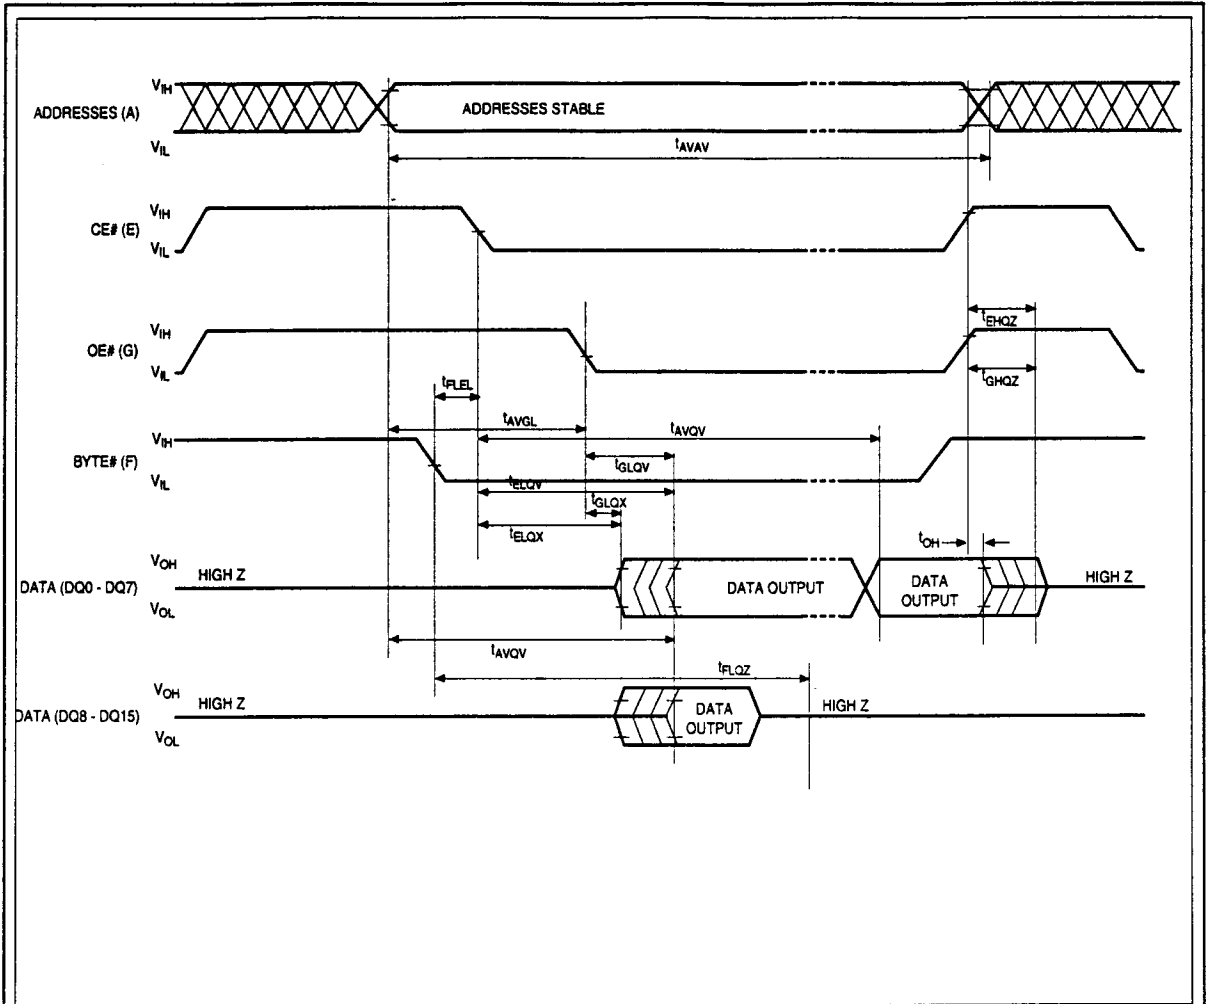 VIH
ADDRESSES (A)
ADDRESSES STABLE
VIL
tAVAV
VIH
CE# (E)
VIL
VIH
OE# (G)
VIL
tEHQZ
tGHQZ
tFLEL
tAVGL
tAVQV
VIH
BYTE# (F)
VIL
tGLQV
tELQV
tGLQX
tELQX
tOH
VOH
HIGH Z
DATA (DQ0 - DQ7)
VOL
DATA OUTPUT
DATA
OUTPUT
HIGH Z
tAVQV
tFLQZ
VOH
HIGH Z
DATA (DQ8 - DQ15)
VOL
DATA
OUTPUT
HIGH Z